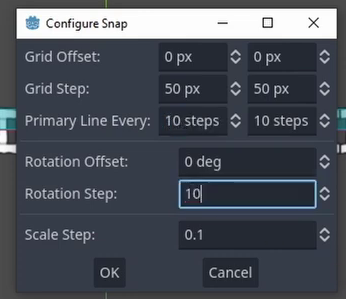 Configure Snap
Grid Offset: 0 px 0 px
Grid Step: 50 px 50 px
Primary Line Every: 10 steps 10 steps
Rotation Offset: 0 deg
Rotation Step: 10
Scale Step: 0.1
OK Cancel